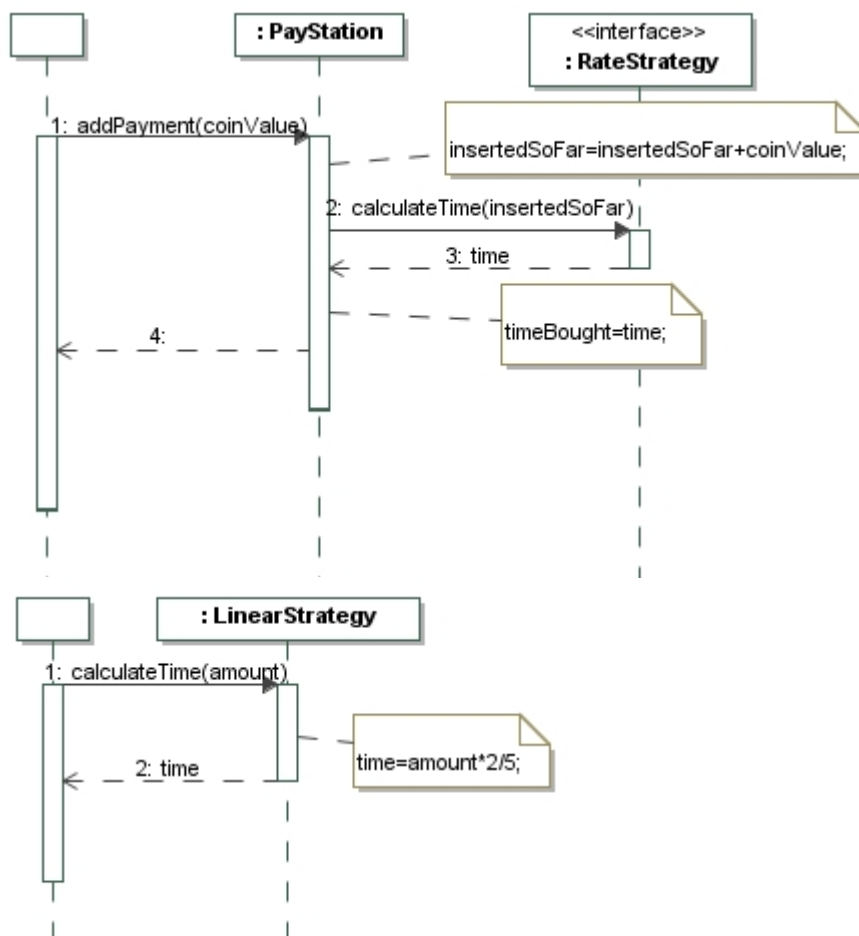 : PayStation
<<interface>>
: RateStrategy
1: addPayment(coinValue)
insertedSoFar=insertedSoFar+coinValue;
2: calculateTime(insertedSoFar)
3: time
timeBought=time;
4:
: LinearStrategy
1: calculateTime(amount)
time=amount*2/5;
2: time